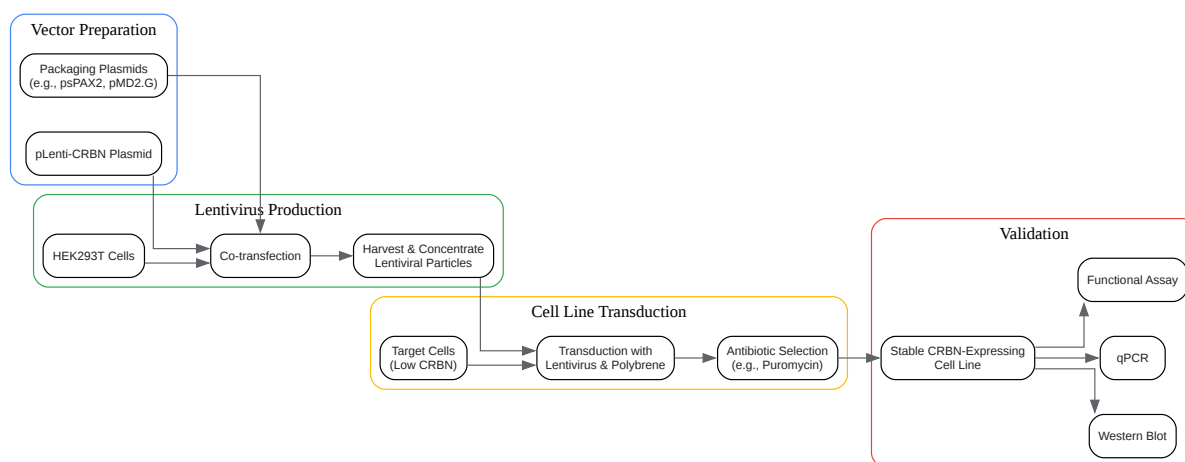 Vector Preparation
Packaging Plasmids
(e.g., psPAX2, pMD2.G)
pLenti-CRBN Plasmid
Lentivirus Production
HEK293T Cells
Co-transfection
Harvest & Concentrate
Lentiviral Particles
Cell Line Transduction
Target Cells
(Low CRBN)
Transduction with
Lentivirus & Polybrene
Antibiotic Selection
(e.g., Puromycin)
Validation
Stable CRBN-Expressing
Cell Line
Functional Assay
qPCR
Western Blot